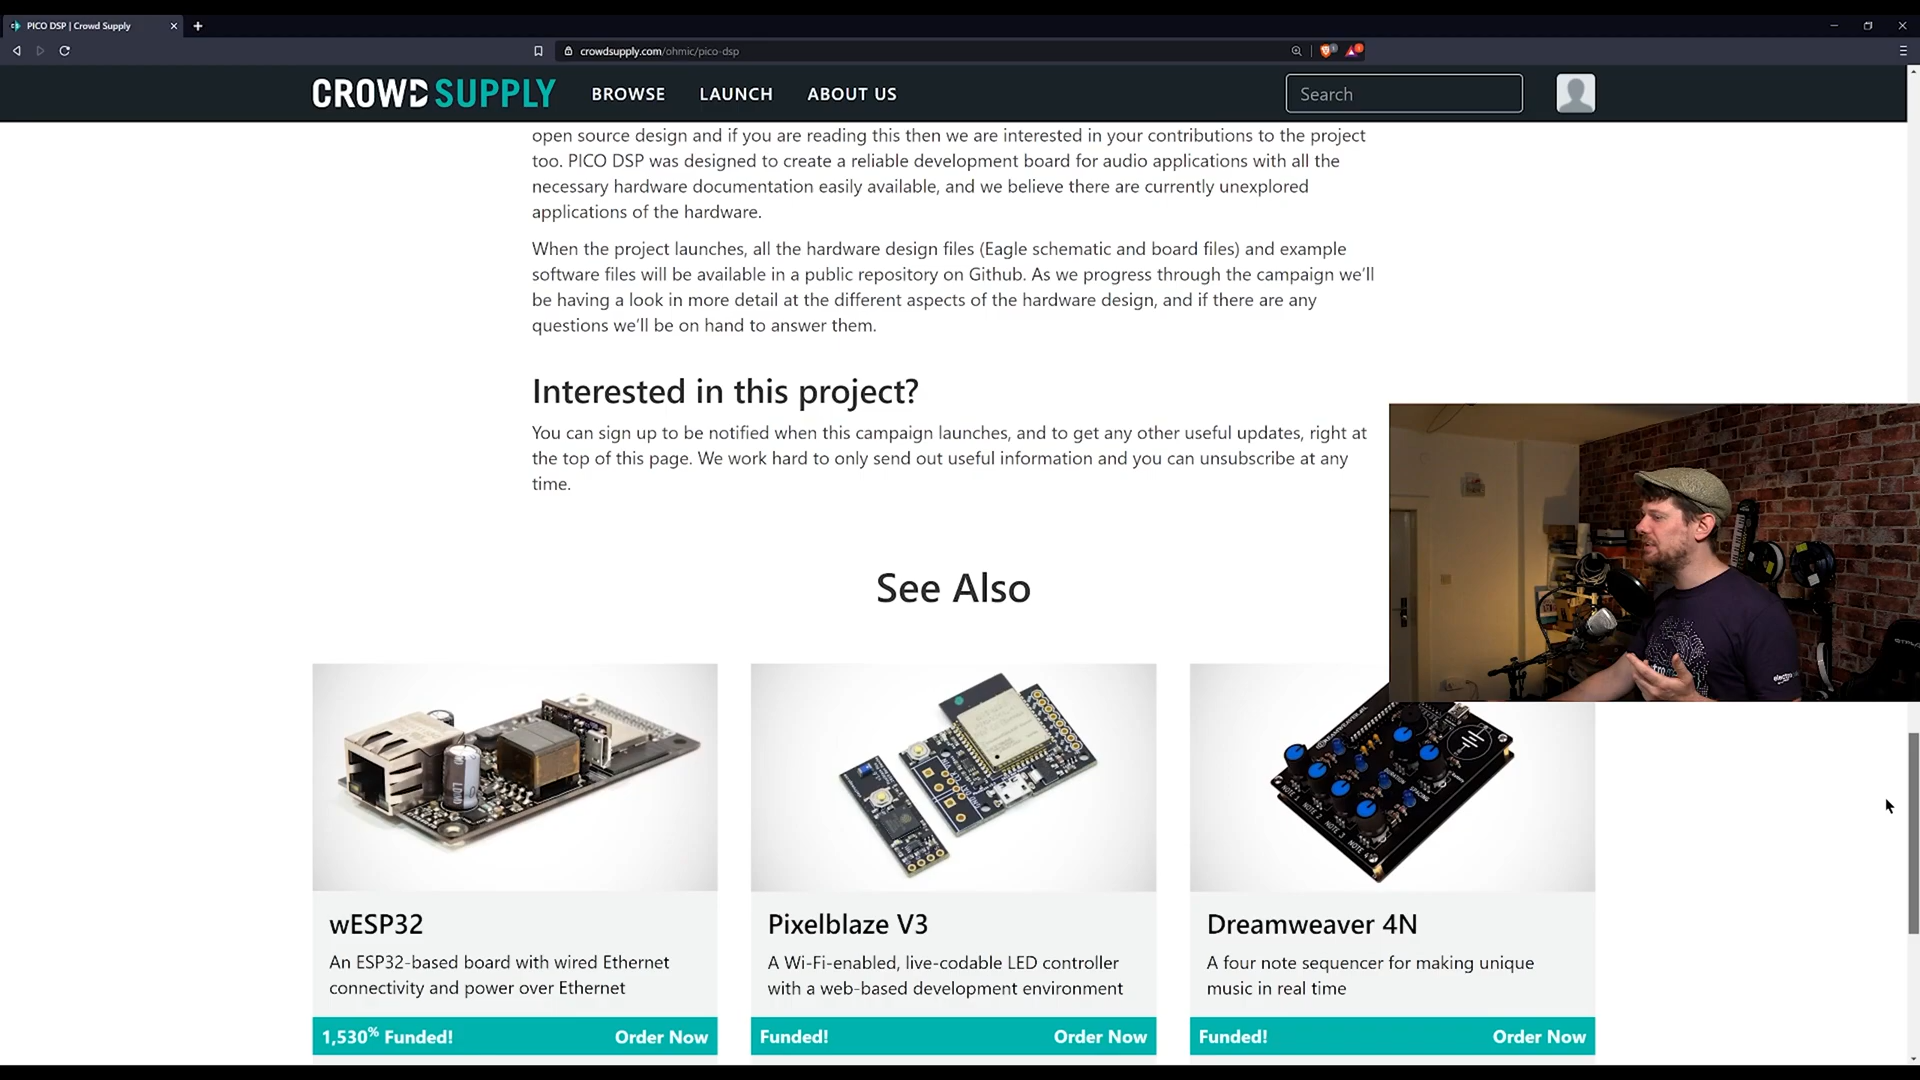 PICO DSP | Crowd Supply
crowdsupply.com/ohmic/pico-dsp
CROWD SUPPLY
BROWSE
LAUNCH
ABOUT US
Search
open source design and if you are reading this then we are interested in your contributions to the project
too. PICO DSP was designed to create a reliable development board for audio applications with all the
necessary hardware documentation easily available, and we believe there are currently unexplored
applications of the hardware.
When the project launches, all the hardware design files (Eagle schematic and board files) and example
software files will be available in a public repository on Github. As we progress through the campaign we'll
be having a look in more detail at the different aspects of the hardware design, and if there are any
questions we'll be on hand to answer them.
Interested in this project?
You can sign up to be notified when this campaign launches, and to get any other useful updates, right at
the top of this page. We work hard to only send out useful information and you can unsubscribe at any
time.
See Also
NOTE 1
NOTE 2
NOTE 3
NOTE 4
wESP32
An ESP32-based board with wired Ethernet
connectivity and power over Ethernet
1,530% Funded!
Order Now
Pixelblaze V3
A Wi-Fi-enabled, live-codable LED controller
with a web-based development environment
Funded!
Order Now
Dreamweaver 4N
A four note sequencer for making unique
music in real time
Funded!
Order Now